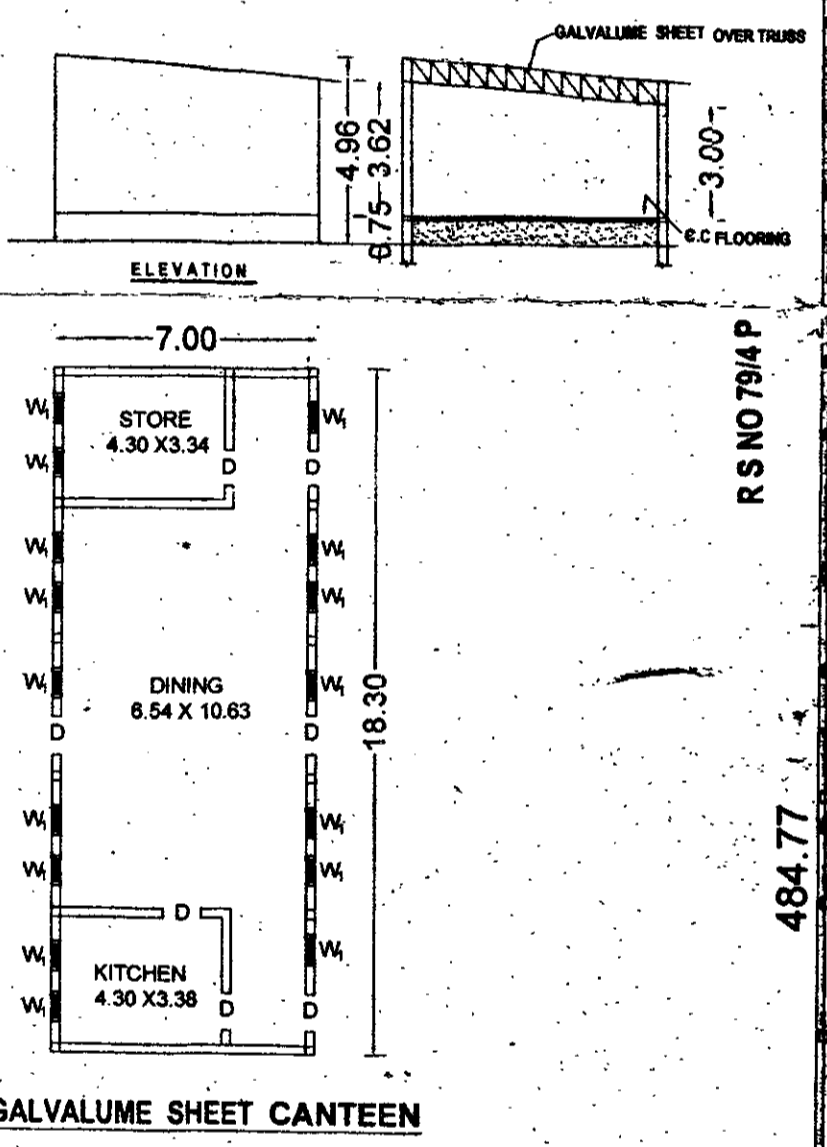 GALVALUME SHEET OVER TRUSS
4.96
3.62
0.75
3.00
C.C FLOORING
ELEVATION
7.00
R S NO 79/4 P
W1
STORE
W1
4.30 X3.34
W1
D
D
W1
W1
W1
W1
W1
DINING
W1
6.54 X 10.63
18.30
D
D
W1
W1
484.77
W1
W1
D
W1
W1
KITCHEN
4.30 X3.38
W1
D
D
GALVALUME SHEET CANTEEN